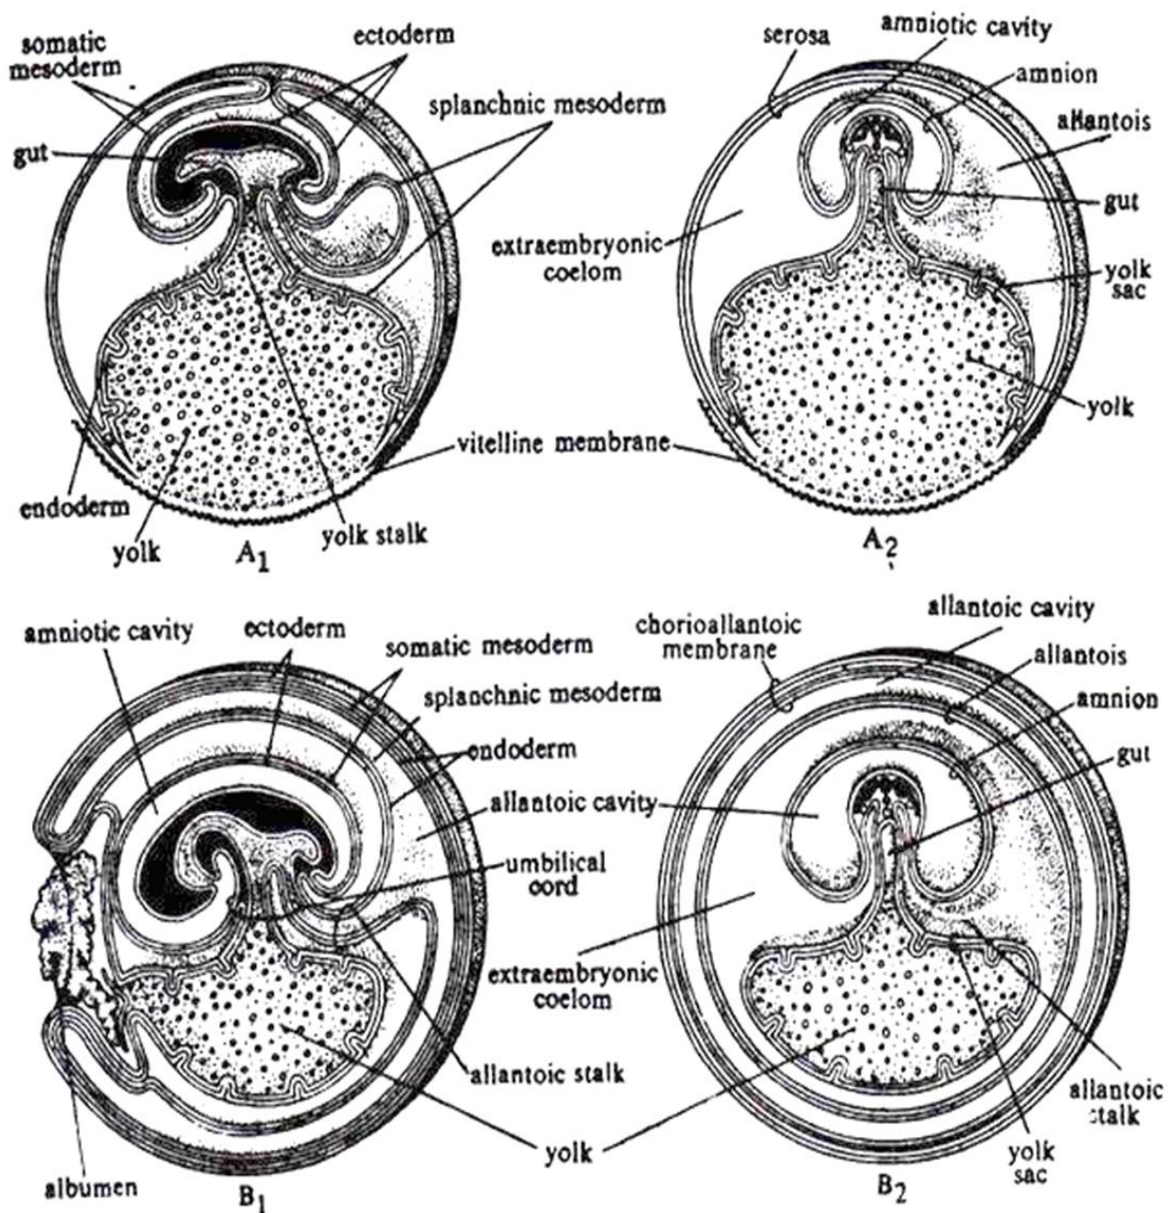 somatic
mesoderm
ectoderm
splanchnic mesoderm
gut
endoderm
yolk
yolk stalk
A1
vitelline membrane
serosa
amniotic cavity
amnion
allantois
gut
extraembryonic
coelom
yolk
sac
yolk
A2
amniotic cavity
ectoderm
somatic mesoderm
splanchnic mesoderm
endoderm
allantoic cavity
umbilical
cord
allantoic stalk
yolk
albumen
B1
chorioallantoic
membrane
allantoic cavity
allantois
amnion
gut
extraembryonic
coelom
allantoic
stalk
yolk
sac
B2